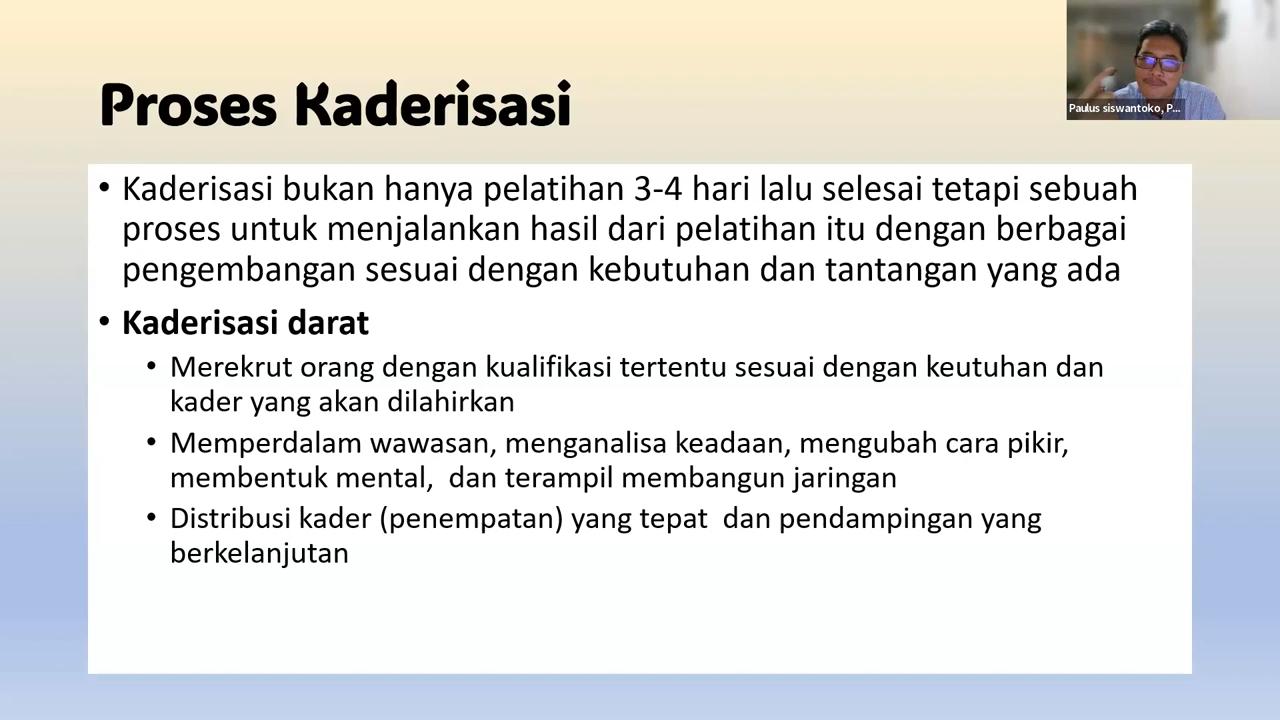 Proses Kaderisasi
Paulus siswantoko, P...
• Kaderisasi bukan hanya pelatihan 3-4 hari lalu selesai tetapi sebuah
proses untuk menjalankan hasil dari pelatihan itu dengan berbagai
pengembangan sesuai dengan kebutuhan dan tantangan yang ada
• Kaderisasi darat
• Merekrut orang dengan kualifikasi tertentu sesuai dengan keutuhan dan
kader yang akan dilahirkan
• Memperdalam wawasan, menganalisa keadaan, mengubah cara pikir,
membentuk mental,  dan terampil membangun jaringan
• Distribusi kader (penempatan) yang tepat  dan pendampingan yang
berkelanjutan